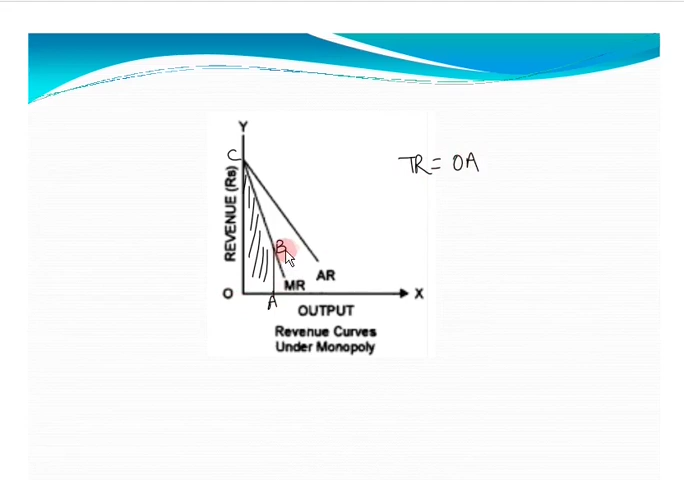 Y
C
TR = OA
REVENUE (Rs)
B
AR
MR
O
X
A
OUTPUT
Revenue Curves
Under Monopoly